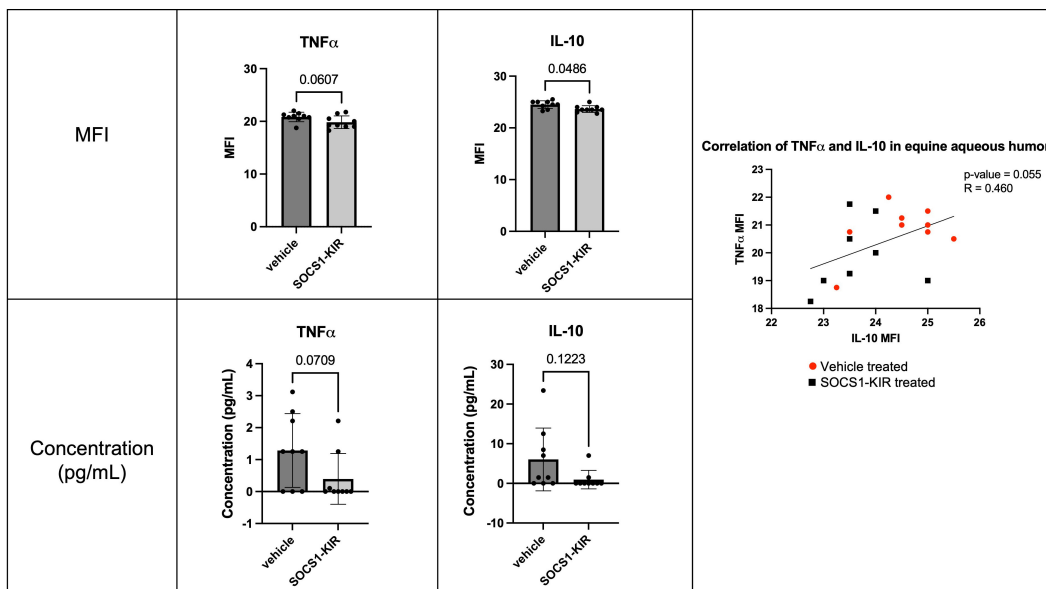 MFI
TNFα
30
20
10
0
MFI
0.0607
vehicle
SOCS1-KIR
IL-10
30
20
10
0
MFI
0.0486
vehicle
SOCS1-KIR
Correlation of TNFα and IL-10 in equine aqueous humor
p-value = 0.055
R = 0.460
23
22
21
20
19
18
TNFα MFI
22
23
24
25
26
IL-10 MFI
Vehicle treated
SOCS1-KIR treated
Concentration
(pg/mL)
TNFα
4
3
2
1
0
-1
Concentration (pg/mL)
0.0709
vehicle
SOCS1-KIR
IL-10
30
20
10
0
-10
Concentration (pg/mL)
0.1223
vehicle
SOCS1-KIR